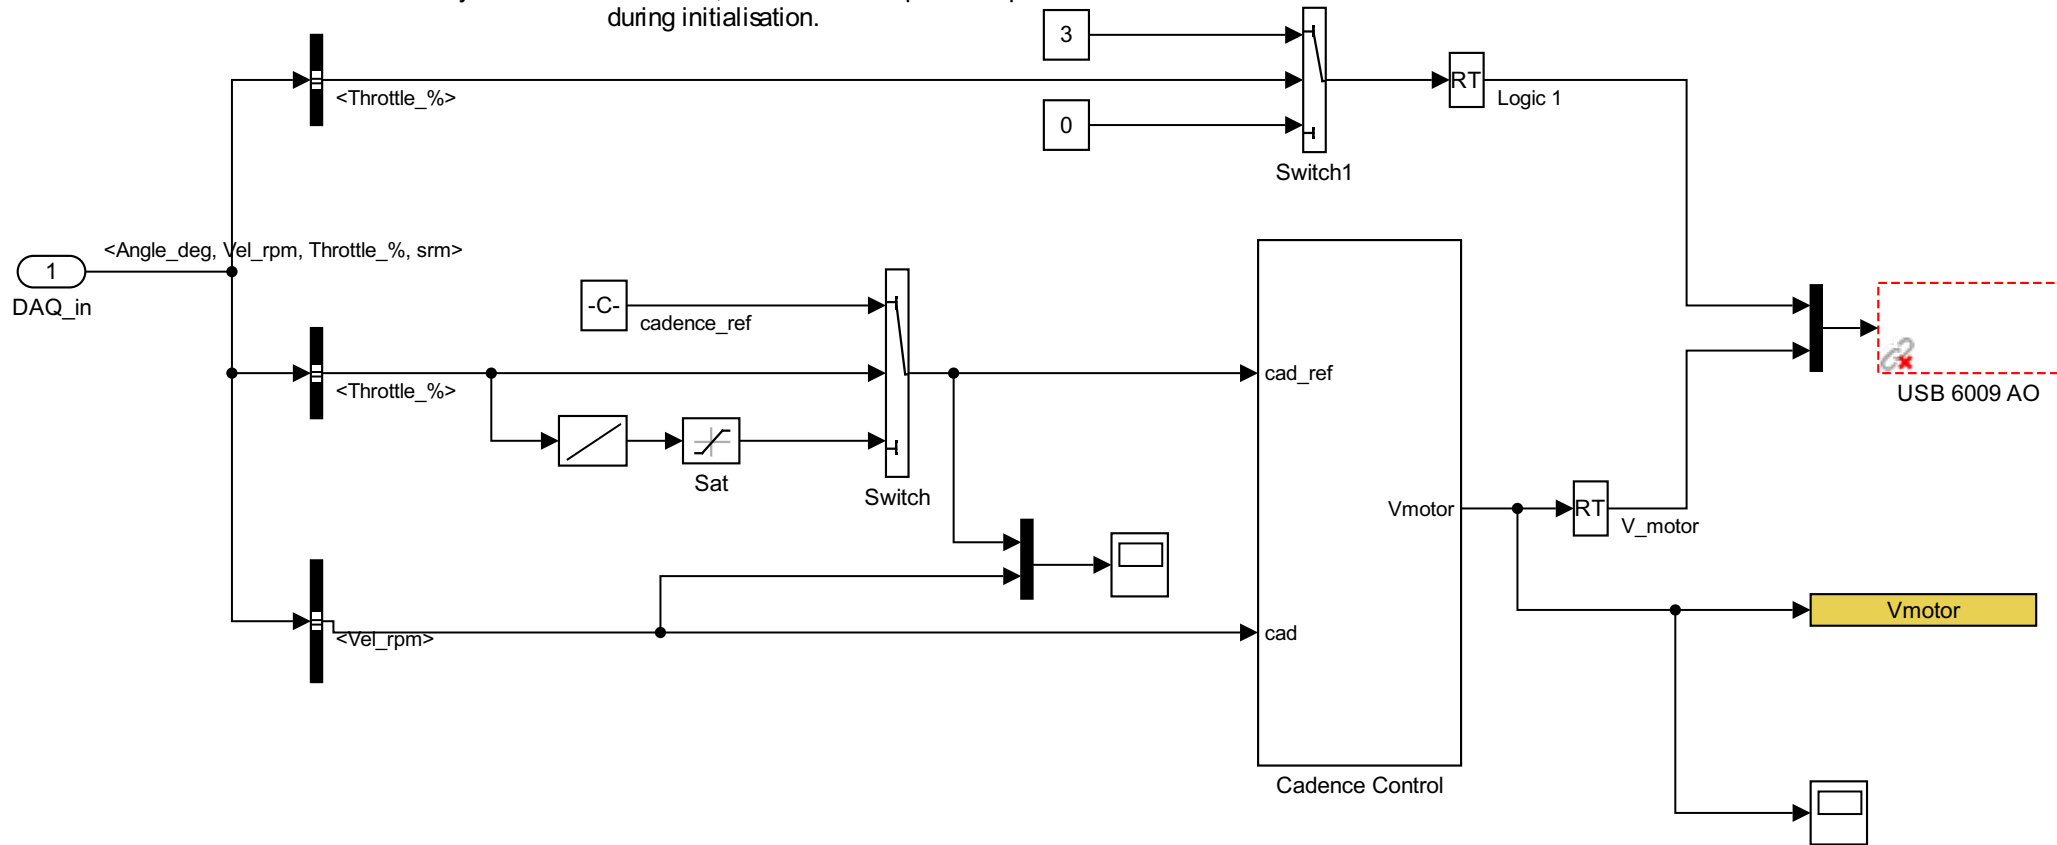 during initialisation.
3
<Throttle_%>
0
RT
Logic 1
Switch1
<Angle_deg, Vel_rpm, Throttle_%, srm>
1
DAQ_in
-C-
cadence_ref
cad_ref
<Throttle_%>
USB 6009 AO
Sat
Switch
Vmotor
RT
V_motor
Vmotor
<Vel_rpm>
cad
Cadence Control